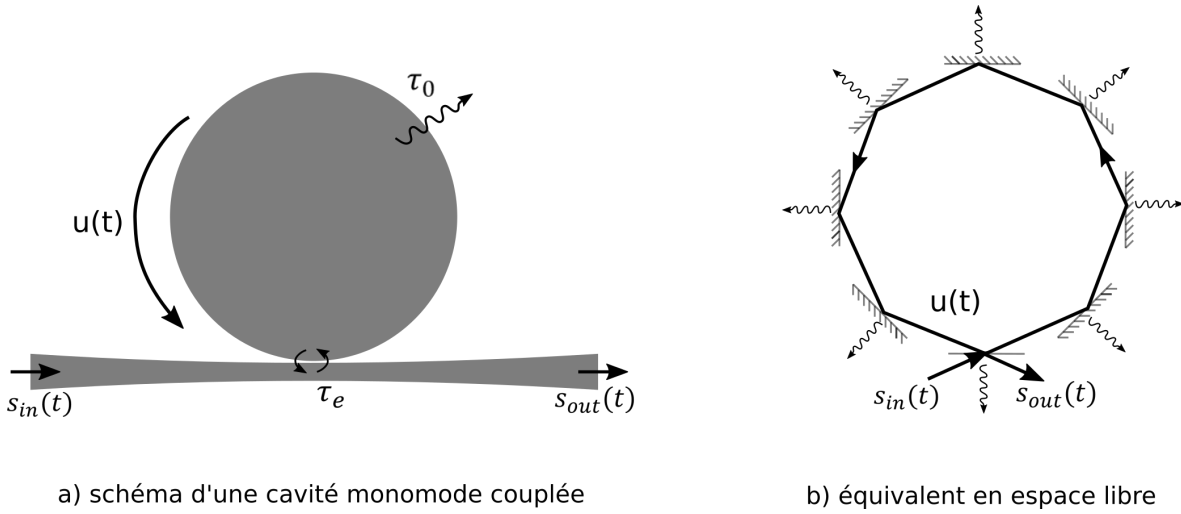 τ₀
u(t)
τₑ
sᵢₙ(t)
sₒᵤₜ(t)
a) schéma d'une cavité monomode couplée
u(t)
sᵢₙ(t)
sₒᵤₜ(t)
b) équivalent en espace libre